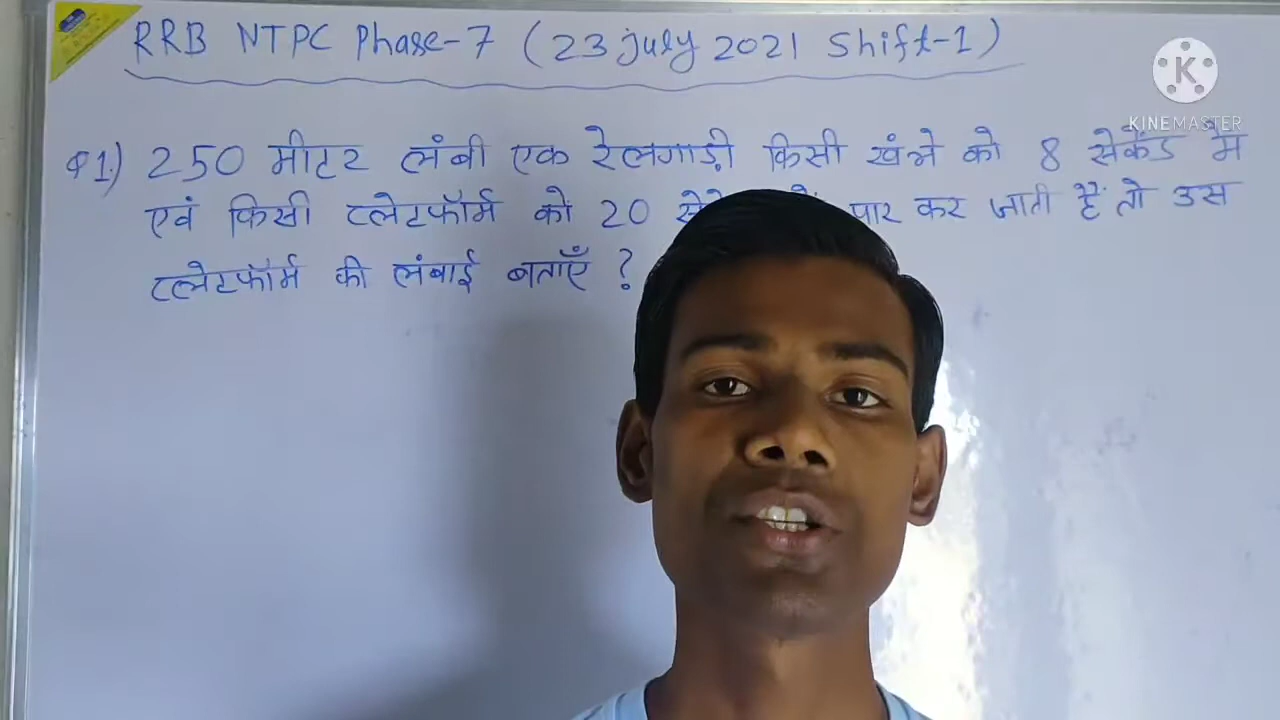 RRB NTPC Phase-7 (23 july 2021 Shift-1)
KINEMASTER
Q1.) 250 मीटर लंबी एक रेलगाड़ी किसी खंभे को 8 सेकेंड में
एवं किसी प्लेटफॉर्म को 20 पार कर जाती हैं तो उस
प्लेटफॉर्म की लंबाई बताएँ ?